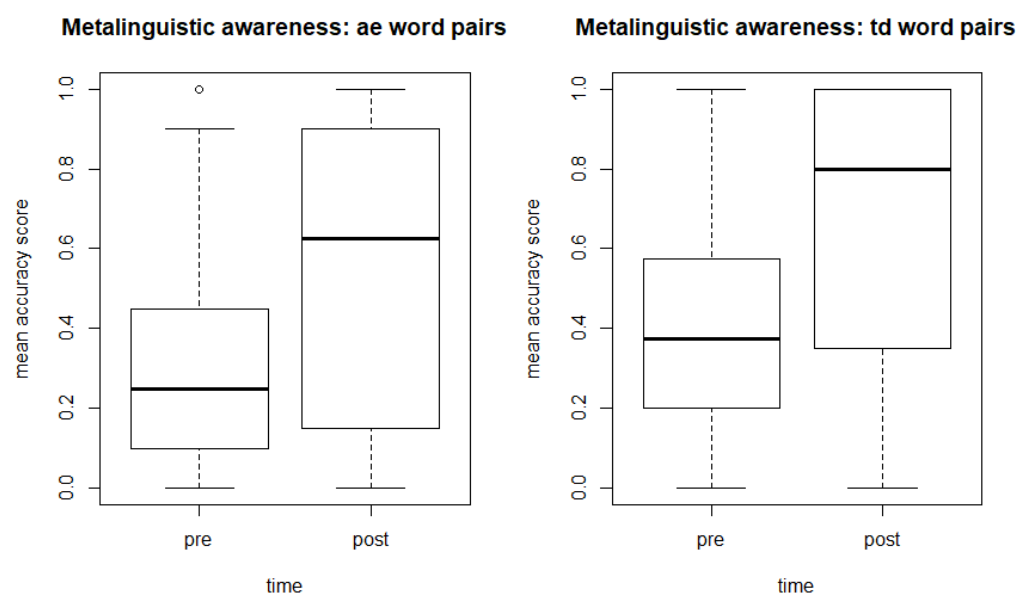 Metalinguistic awareness: ae word pairs
mean accuracy score
1.0
0.8
0.6
0.4
0.2
0.0
pre post
time
Metalinguistic awareness: td word pairs
mean accuracy score
1.0
0.8
0.6
0.4
0.2
0.0
pre post
time